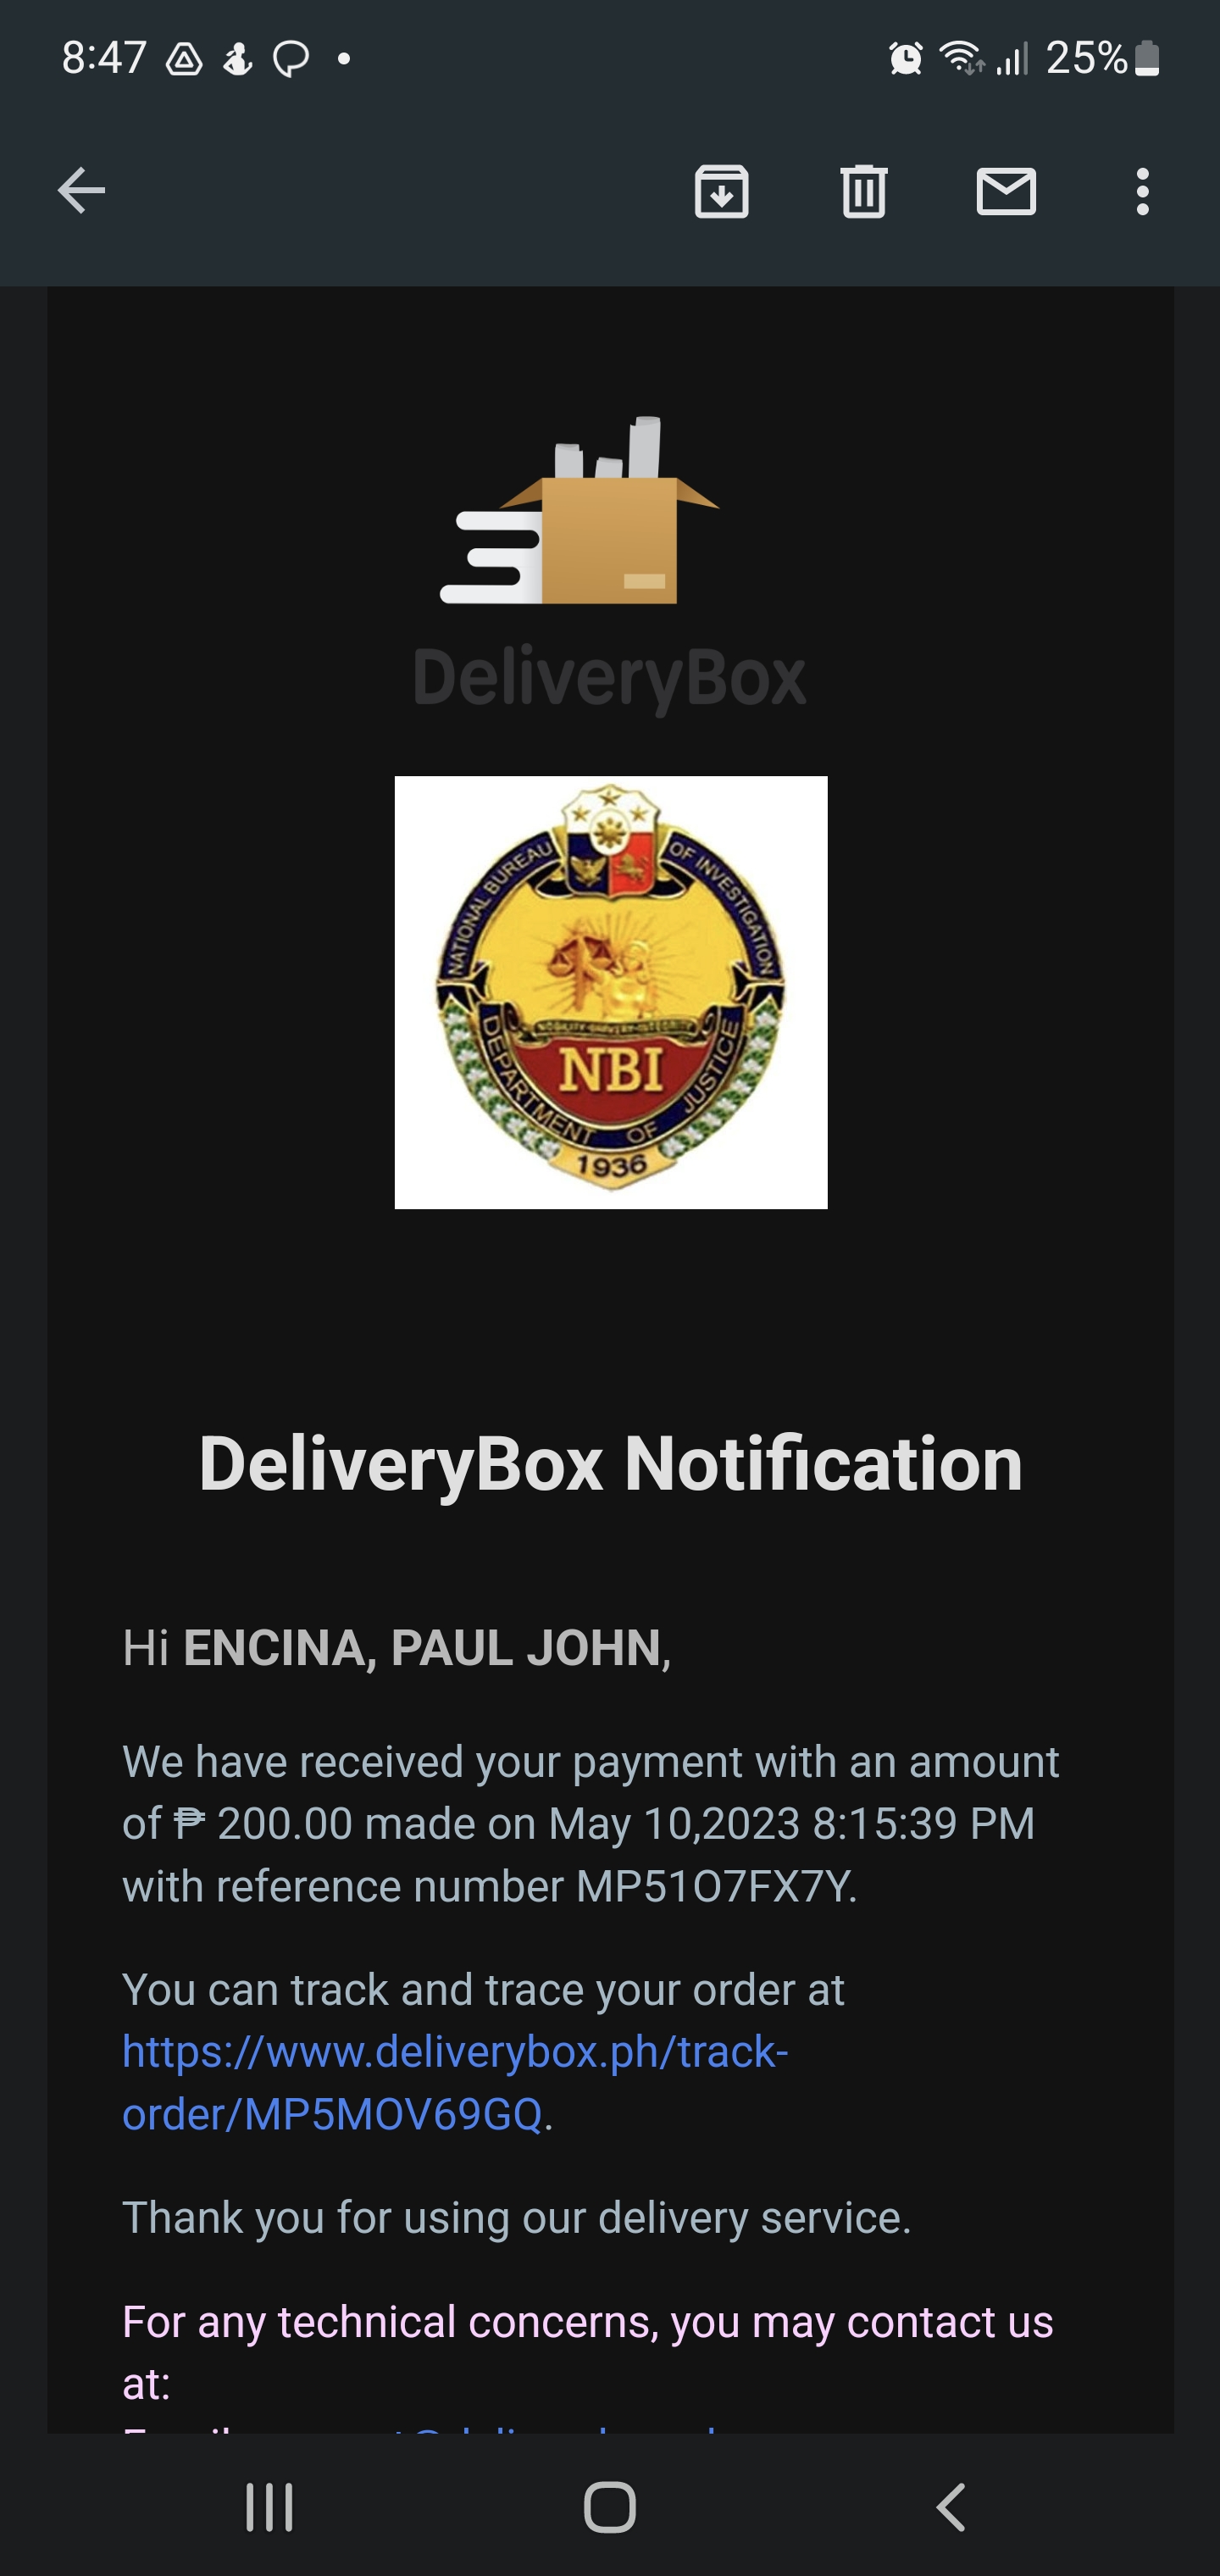 8:47
25%
DeliveryBox
NATIONAL BUREAU OF INVESTIGATION
NBI
DEPARTMENT OF JUSTICE
1936
DeliveryBox Notification
Hi ENCINA, PAUL JOHN,
We have received your payment with an amount
of ₱ 200.00 made on May 10,2023 8:15:39 PM
with reference number MP51O7FX7Y.
You can track and trace your order at
https://www.deliverybox.ph/track-
order/MP5MOV69GQ.
Thank you for using our delivery service.
For any technical concerns, you may contact us
at: